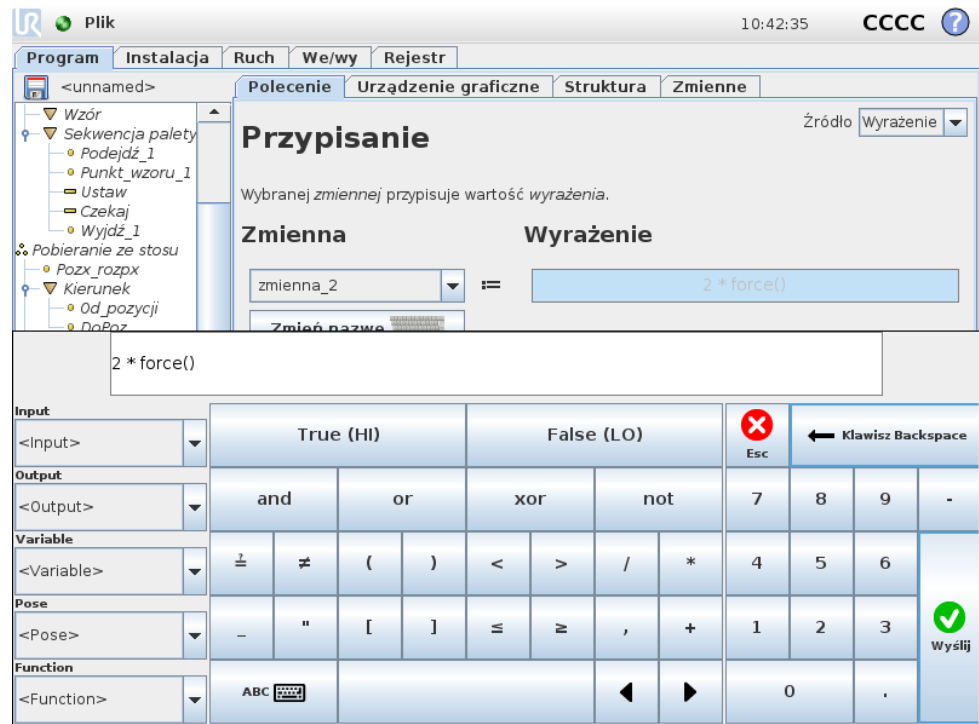 UR Plik 10:42:35 CCCC ?
Program Instalacja Ruch We/wy Rejestr
<unnamed> Polecenie Urządzenie graficzne Struktura Zmienne
Wzór
Sekwencja palety
Podejdź_1
Punkt_wzoru_1
Ustaw
Czekaj
Wyjdź_1
Pobieranie ze stosu
Pozx_rozpx
Kierunek
Od_pozycji
DoPoz
Przypisanie
Źródło Wyrażenie
Wybranej zmiennej przypisuje wartość wyrażenia.
Zmienna Wyrażenie
zmienna_2 := 2 * force()
Zmień nazwę
2 * force()
Input
<Input>
Output
<Output>
Variable
<Variable>
Pose
<Pose>
Function
<Function>
True (HI) False (LO) Esc Klawisz Backspace
and or xor not 7 8 9 -
≟ ≠ ( ) < > / * 4 5 6
_ " [ ] ≤ ≥ , + 1 2 3 Wyślij
ABC 0 .